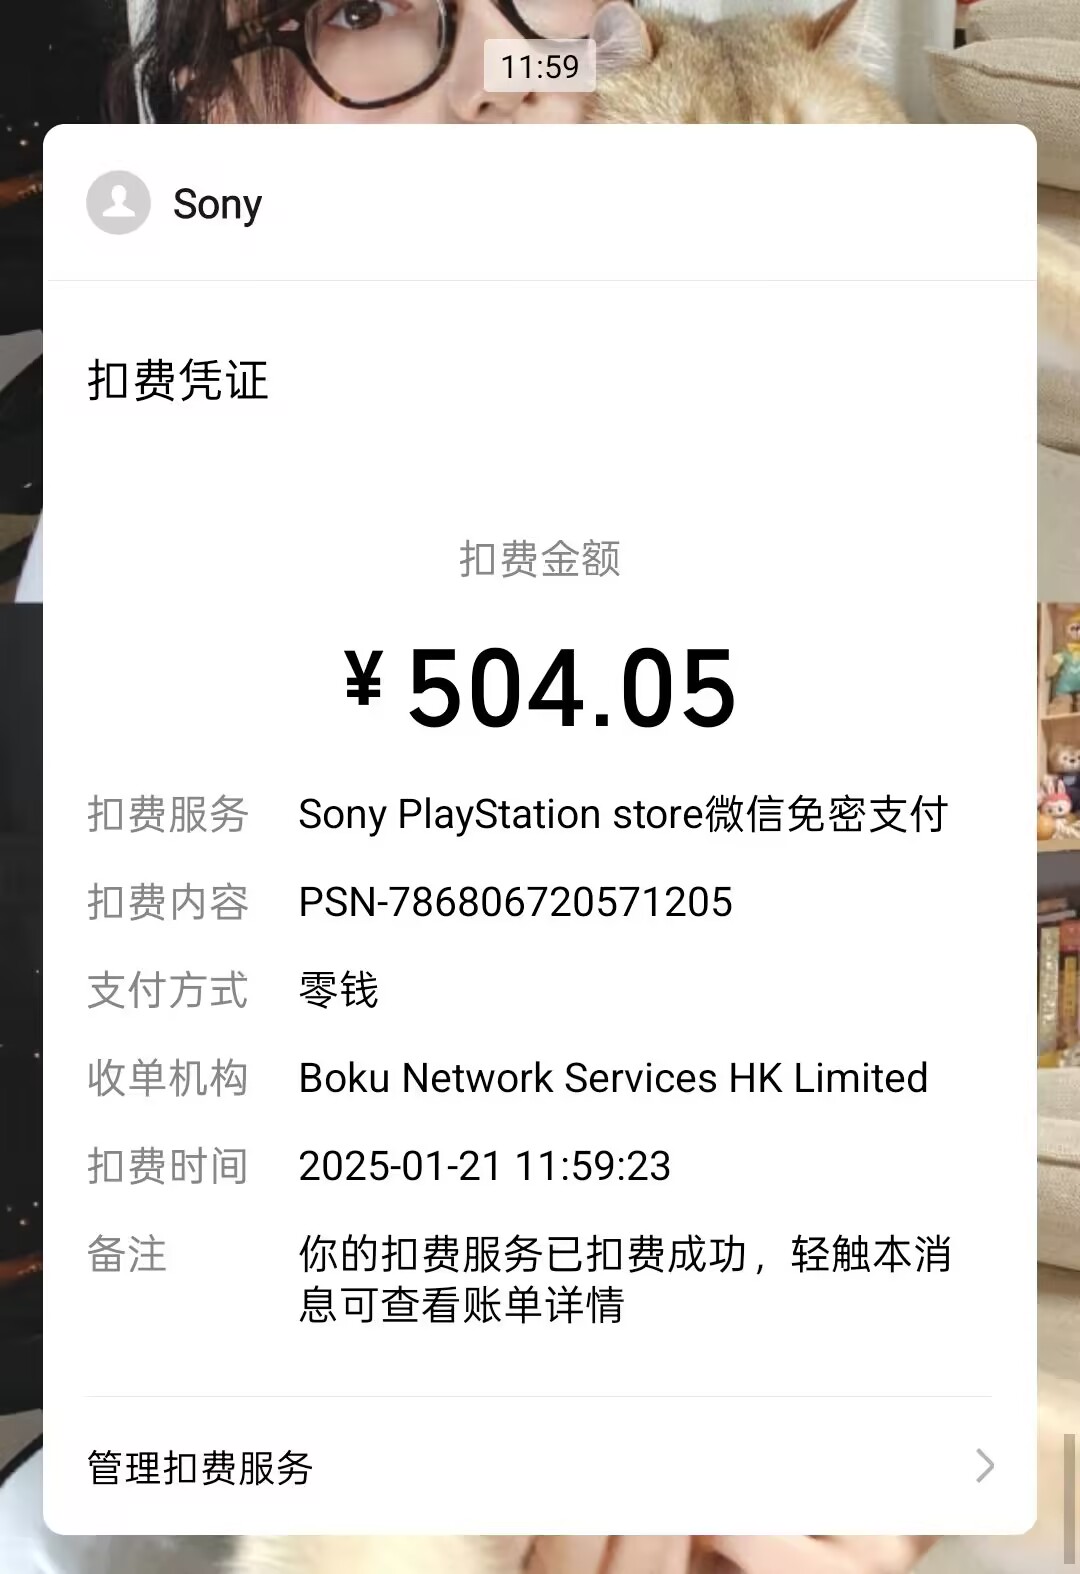 11:59
Sony
扣费凭证
扣费金额
¥504.05
扣费服务 Sony PlayStation store微信免密支付
扣费内容 PSN-786806720571205
支付方式 零钱
收单机构 Boku Network Services HK Limited
扣费时间 2025-01-21 11:59:23
备注 你的扣费服务已扣费成功，轻触本消
息可查看账单详情
管理扣费服务